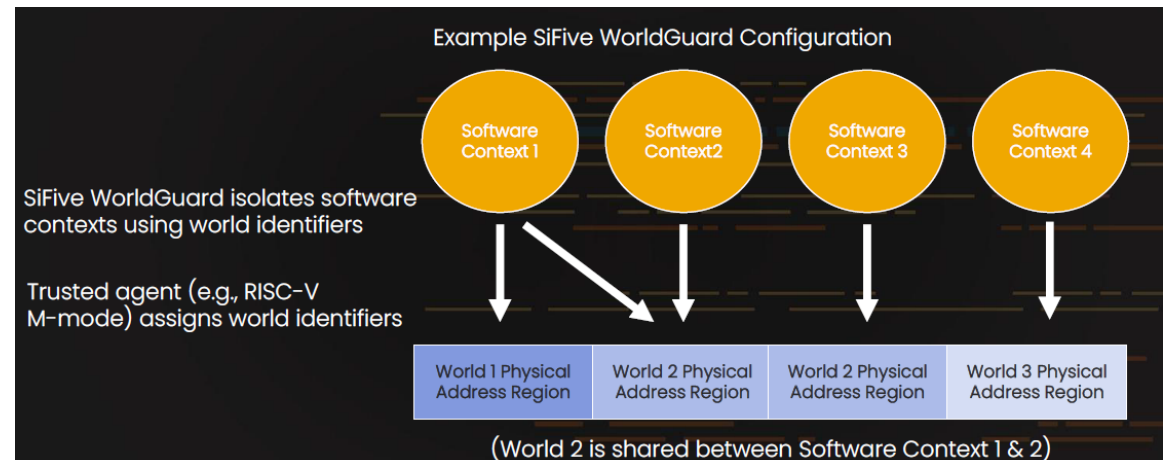 Example SiFive WorldGuard Configuration
Software
Context 1
Software
Context2
Software
Context 3
Software
Context 4
SiFive WorldGuard isolates software
contexts using world identifiers
Trusted agent (e.g., RISC-V
M-mode) assigns world identifiers
World 1 Physical
Address Region
World 2 Physical
Address Region
World 2 Physical
Address Region
World 3 Physical
Address Region
(World 2 is shared between Software Context 1 & 2)